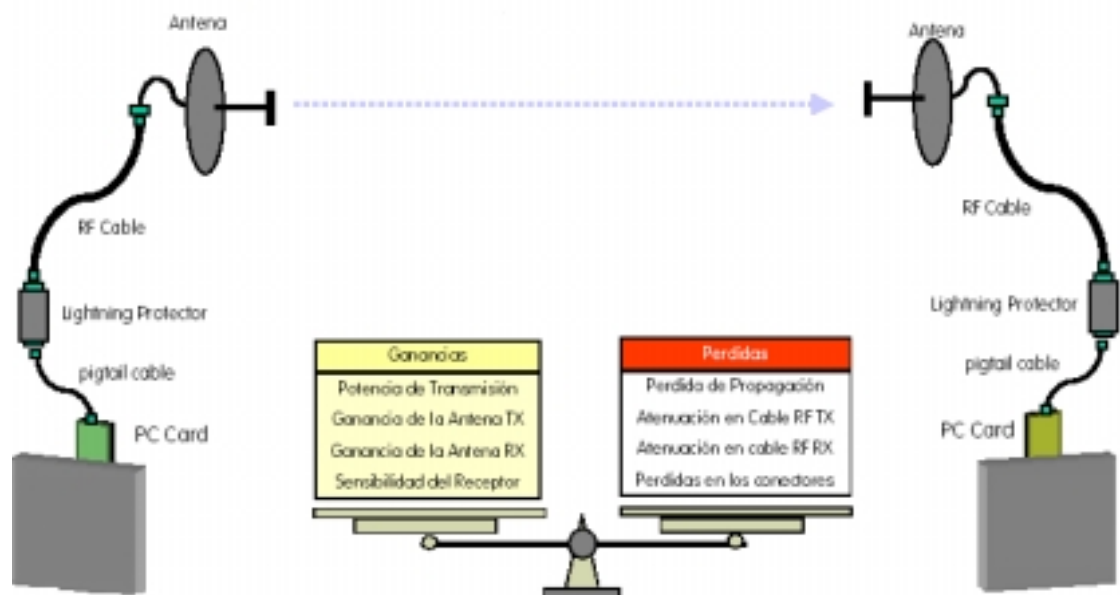 Antena
Antena
RF Cable
RF Cable
Lightning Protector
Lightning Protector
pigtail cable
pigtail cable
PC Card
PC Card
Ganancias
Potencia de Transmisión
Ganancia de la Antena TX
Ganancia de la Antena RX
Sensibilidad del Receptor
Perdidas
Perdida de Propagación
Atenuación en Cable RF TX
Atenuación en cable RF RX
Perdidas en los conectores